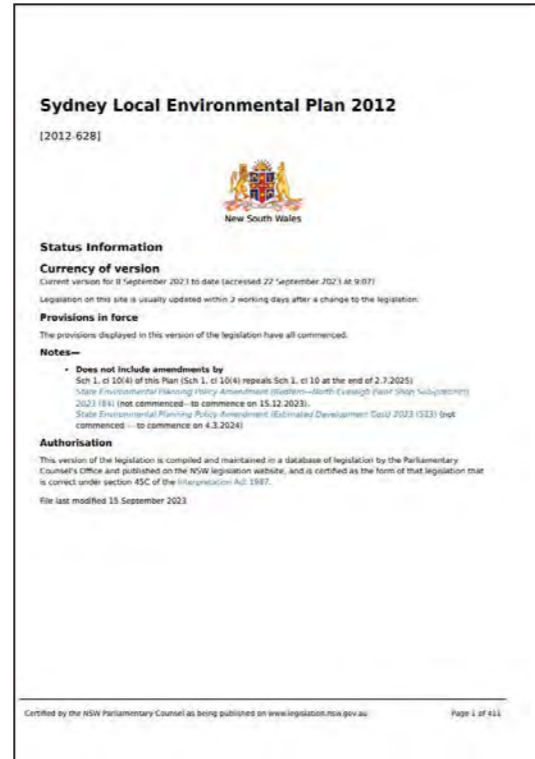 Sydney Local Environmental Plan 2012
[2012-628]
New South Wales
Status Information
Currency of version
Current version for 8 September 2023 to date (accessed 22 September 2023 at 9:07)
Legislation on this site is usually updated within 3 working days after a change to the legislation.
Provisions in force
The provisions displayed in this version of the legislation have all commenced.
Notes—
• Does not include amendments by
Sch 1, cl 10(4) of this Plan (Sch 1, cl 10(4) repeals Sch 1, cl 10 at the end of 2.7.2025)
State Environmental Planning Policy Amendment (Redfern—North Eveleigh Paint Shop Sub-precinct)
2023 (84) (not commenced—to commence on 15.12.2023).
State Environmental Planning Policy Amendment (Estimated Development Cost) 2023 (513) (not
commenced — to commence on 4.3.2024)
Authorisation
This version of the legislation is compiled and maintained in a database of legislation by the Parliamentary
Counsel's Office and published on the NSW legislation website, and is certified as the form of that legislation that
is correct under section 45C of the Interpretation Act 1987.
File last modified 15 September 2023
Certified by the NSW Parliamentary Counsel as being published on www.legislation.nsw.gov.au
Page 1 of 411